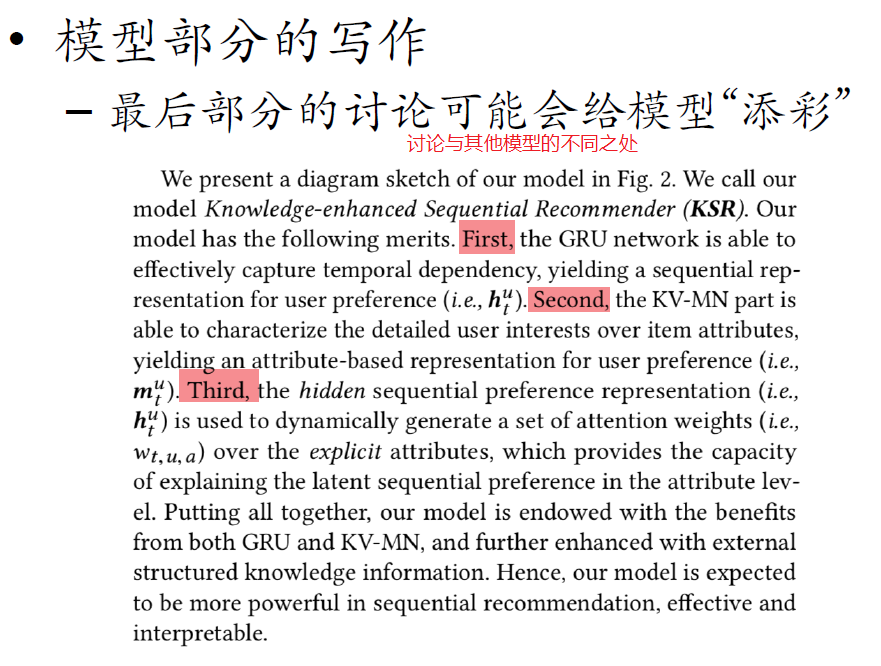 • 模型部分的写作
– 最后部分的讨论可能会给模型“添彩”
讨论与其他模型的不同之处
We present a diagram sketch of our model in Fig. 2. We call our
model Knowledge-enhanced Sequential Recommender (KSR). Our
model has the following merits. First, the GRU network is able to
effectively capture temporal dependency, yielding a sequential rep-
resentation for user preference (i.e., h_t^u). Second, the KV-MN part is
able to characterize the detailed user interests over item attributes,
yielding an attribute-based representation for user preference (i.e.,
m_t^u). Third, the hidden sequential preference representation (i.e.,
h_t^u) is used to dynamically generate a set of attention weights (i.e.,
w_{t,u,a}) over the explicit attributes, which provides the capacity
of explaining the latent sequential preference in the attribute lev-
el. Putting all together, our model is endowed with the benefits
from both GRU and KV-MN, and further enhanced with external
structured knowledge information. Hence, our model is expected
to be more powerful in sequential recommendation, effective and
interpretable.